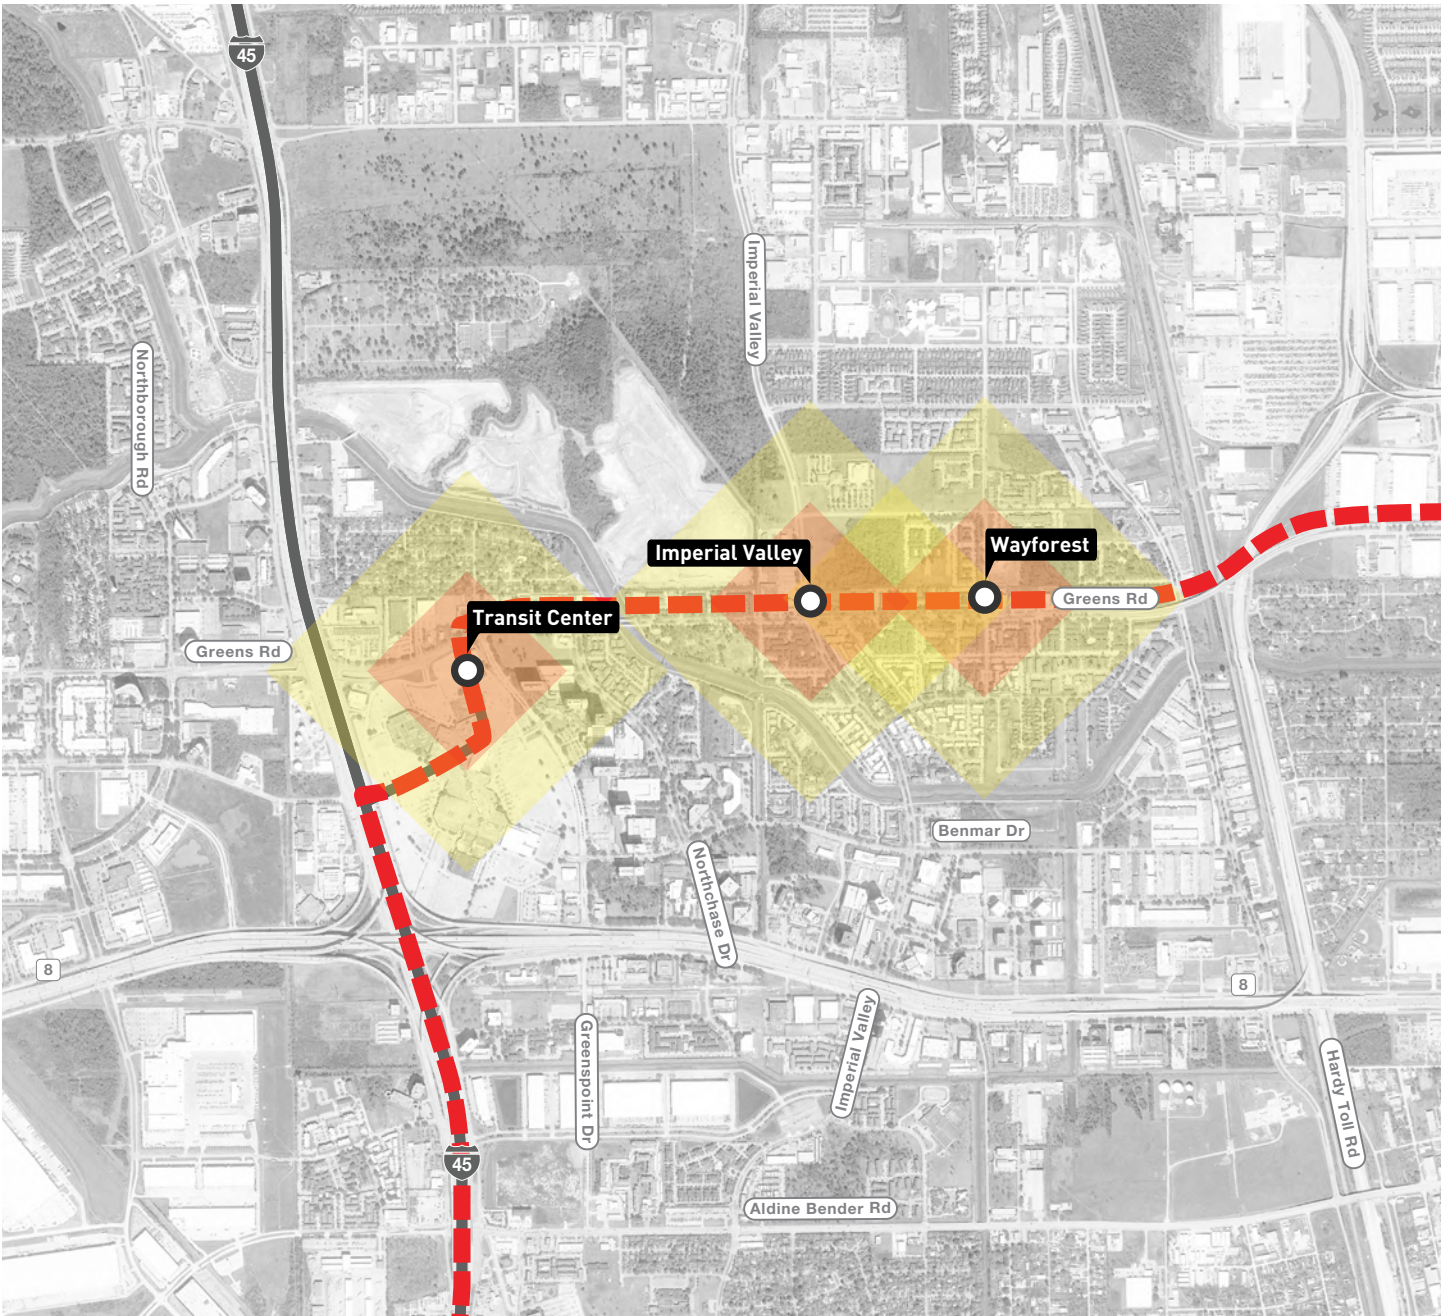 45
Imperial Valley
Northborough Rd
Wayforest
Imperial Valley
Greens Rd
Transit Center
Greens Rd
Benmar Dr
Northchase Dr
8
8
Imperial Valley
Greenspoint Dr
Hardy Toll Rd
45
Aldine Bender Rd